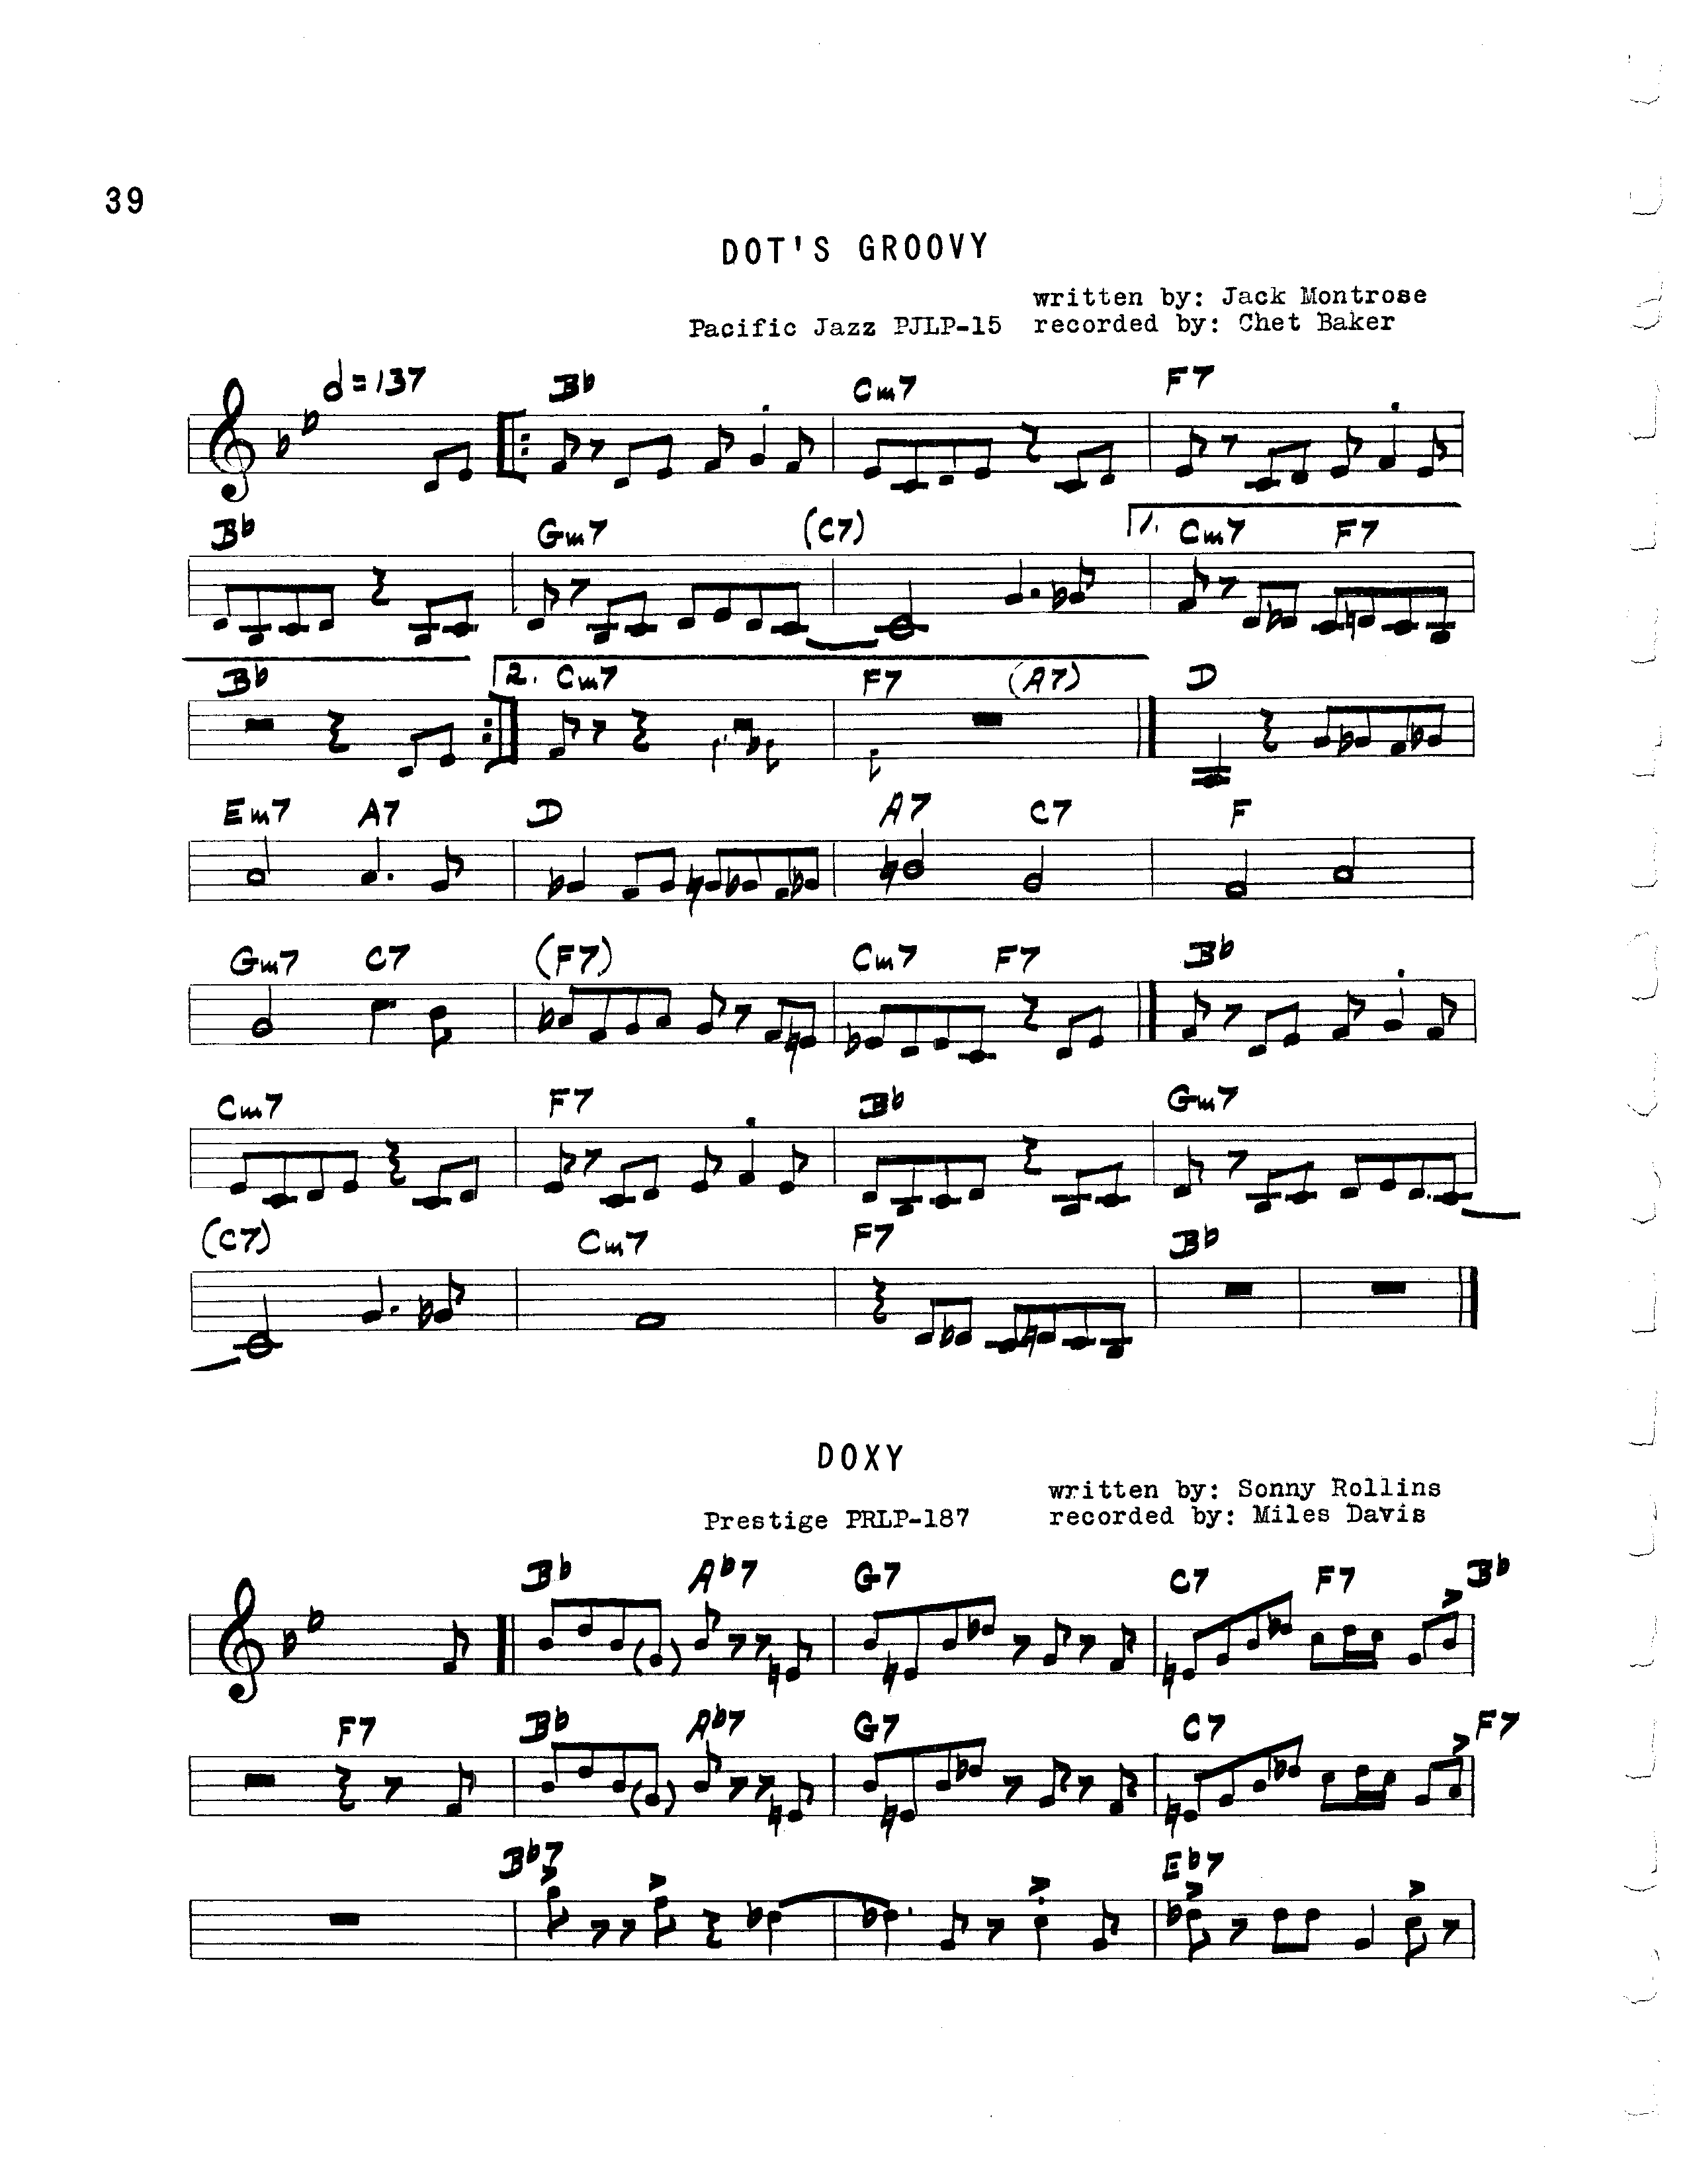 39
DOT'S GROOVY
written by: Jack Montrose
Pacific Jazz PJLP-15 recorded by: Chet Baker
𝅗𝅥=137 Bb Cm7 F7
Bb Gm7 (C7) 1. Cm7 F7
Bb 2. Cm7 F7 (A7) D
Em7 A7 D A7 C7 F
Gm7 C7 (F7) Cm7 F7 Bb
Cm7 F7 Bb Gm7
(C7) Cm7 F7 Bb
DOXY
written by: Sonny Rollins
Prestige PRLP-187 recorded by: Miles Davis
Bb Ab7 G7 C7 F7 Bb
F7 Bb Ab7 G7 C7 F7
Bb7 Eb7